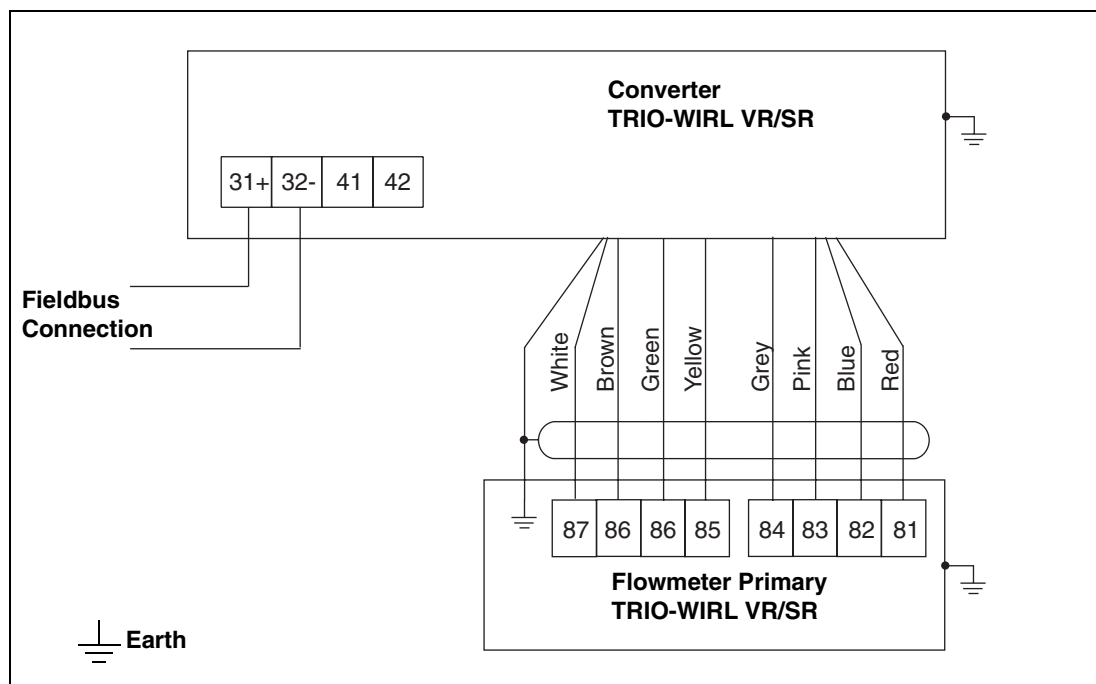 Converter
TRIO-WIRL VR/SR
31+ 32- 41 42
Fieldbus
Connection
White Brown Green Yellow Grey Pink Blue Red
87 86 86 85 84 83 82 81
Flowmeter Primary
TRIO-WIRL VR/SR
Earth